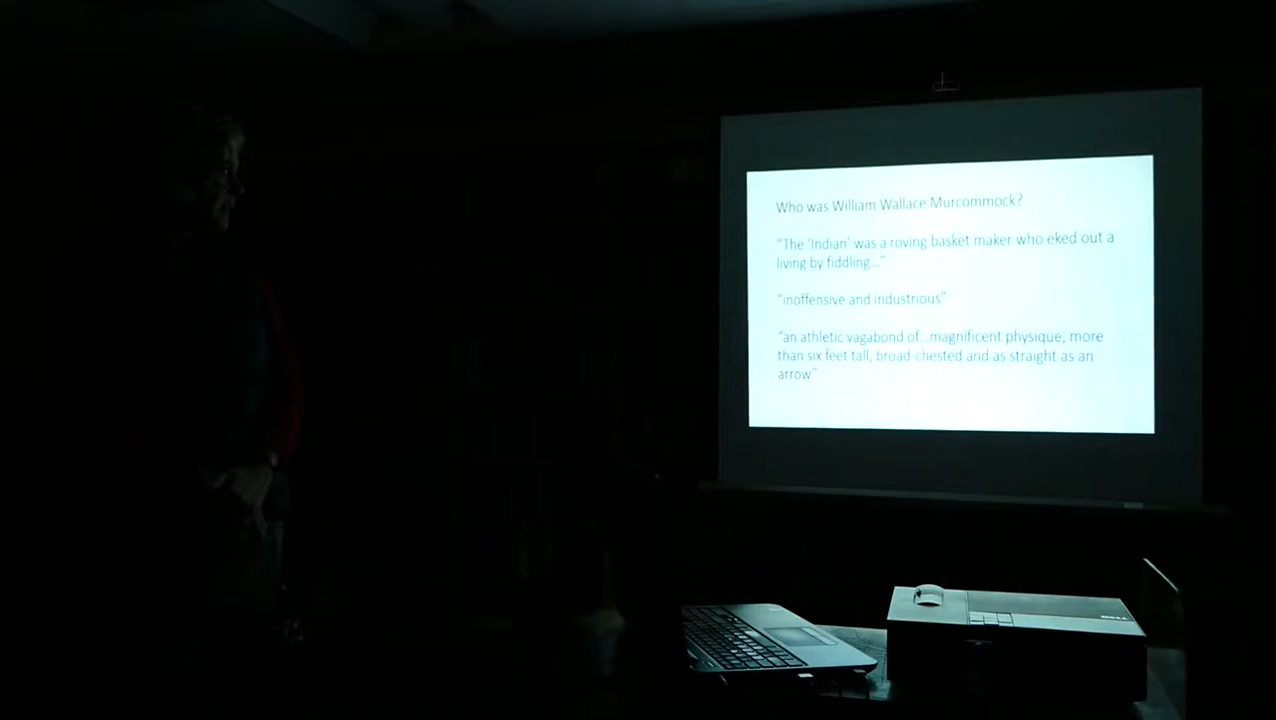 Who was William Wallace Murcommock?
“The ‘Indian’ was a roving basket maker who eked out a
living by fiddling…”
“inoffensive and industrious”
“an athletic vagabond of…magnificent physique, more
than six feet tall, broad-chested and as straight as an
arrow”
DELL